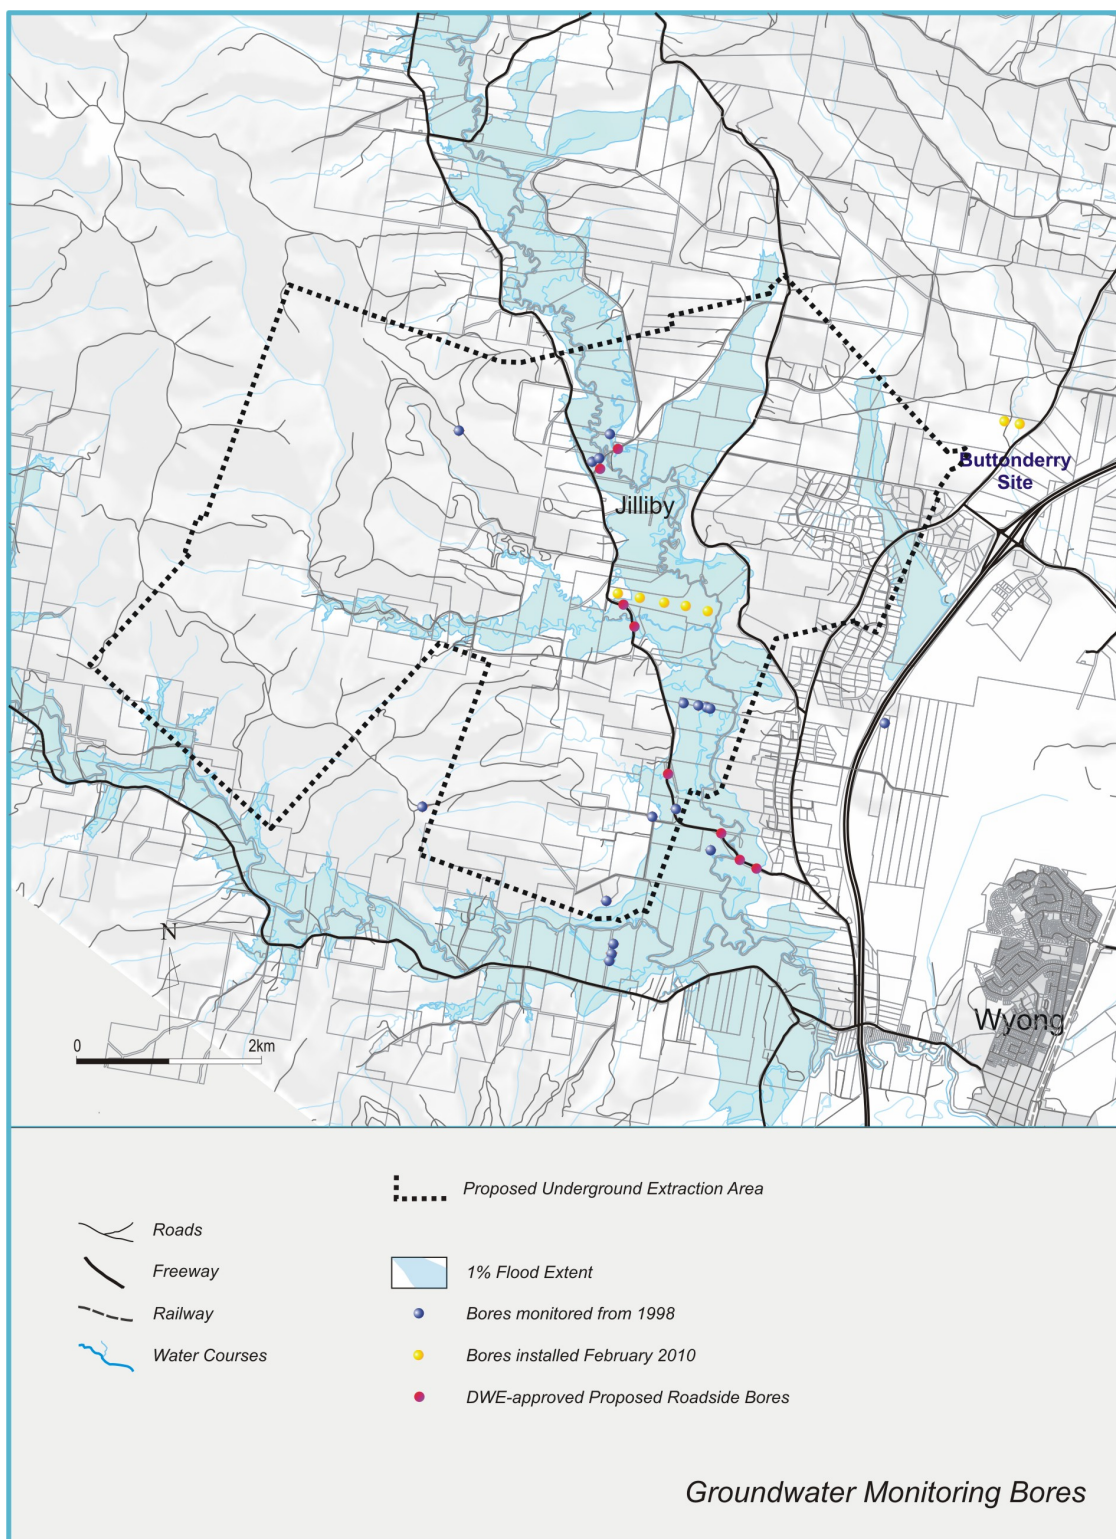 Buttonderry
Site
Jilliby
N
0
2km
Wyong
Proposed Underground Extraction Area
Roads
Freeway
1% Flood Extent
Railway
Bores monitored from 1998
Water Courses
Bores installed February 2010
DWE-approved Proposed Roadside Bores
Groundwater Monitoring Bores